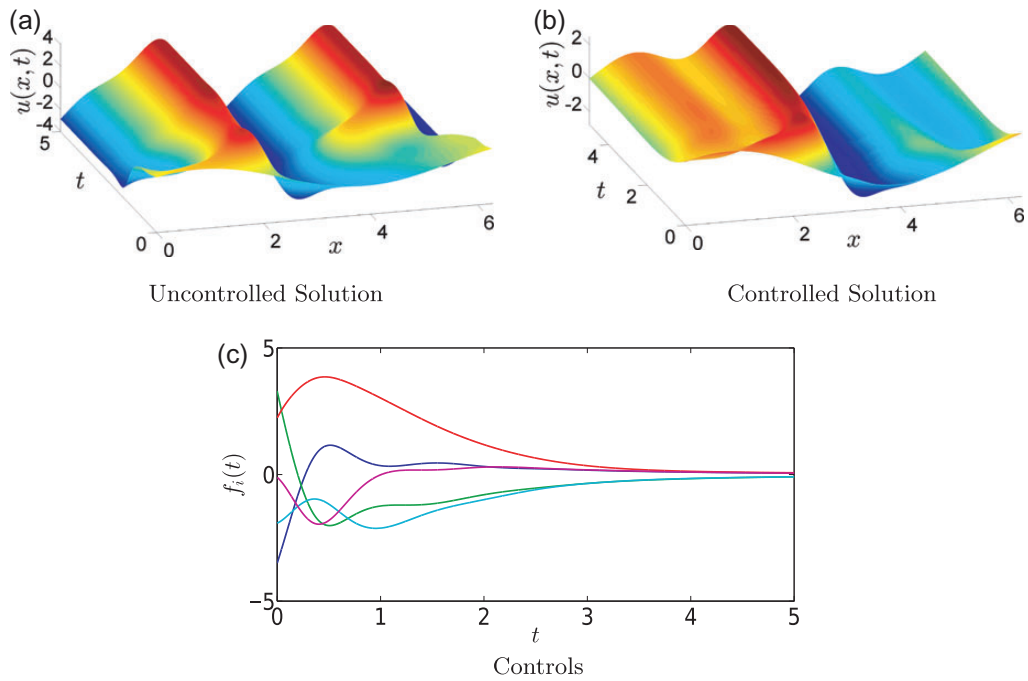 (a)
(b)
u(x, t)
4
2
0
-2
-4
5
t
0
0
2
4
6
x
u(x, t)
2
0
-2
4
t
2
0
0
2
4
6
x
Uncontrolled Solution
Controlled Solution
(c)
5
0
−5
f_i(t)
0
1
2
3
4
5
t
Controls